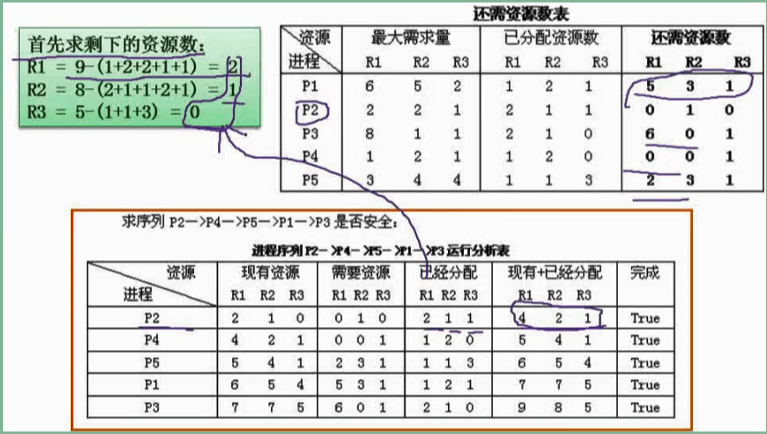 还需资源数表
首先求剩下的资源数:
R1 = 9-(1+2+2+1+1) = 2
R2 = 8-(2+1+1+2+1) = 1
R3 = 5-(1+1+3) = 0
资源 最大需求量 已分配资源数 还需资源数
进程 R1 R2 R3 R1 R2 R3 R1 R2 R3
P1 6 5 2 1 2 1 5 3 1
P2 2 2 1 2 1 1 0 1 0
P3 8 1 1 2 1 0 6 0 1
P4 1 2 1 1 2 0 0 0 1
P5 3 4 4 1 1 3 2 3 1
求序列 P2—>P4—>P5—>P1—>P3 是否安全:
进程序列P2—>P4—>P5—>P1—>P3 运行分析表
资源 现有资源 需要资源 已经分配 现有+已经分配 完成
进程 R1 R2 R3 R1 R2 R3 R1 R2 R3 R1 R2 R3
P2 2 1 0 0 1 0 2 1 1 4 2 1 True
P4 4 2 1 0 0 1 1 2 0 5 4 1 True
P5 5 4 1 2 3 1 1 1 3 6 5 4 True
P1 6 5 4 5 3 1 1 2 1 7 7 5 True
P3 7 7 5 6 0 1 2 1 0 9 8 5 True